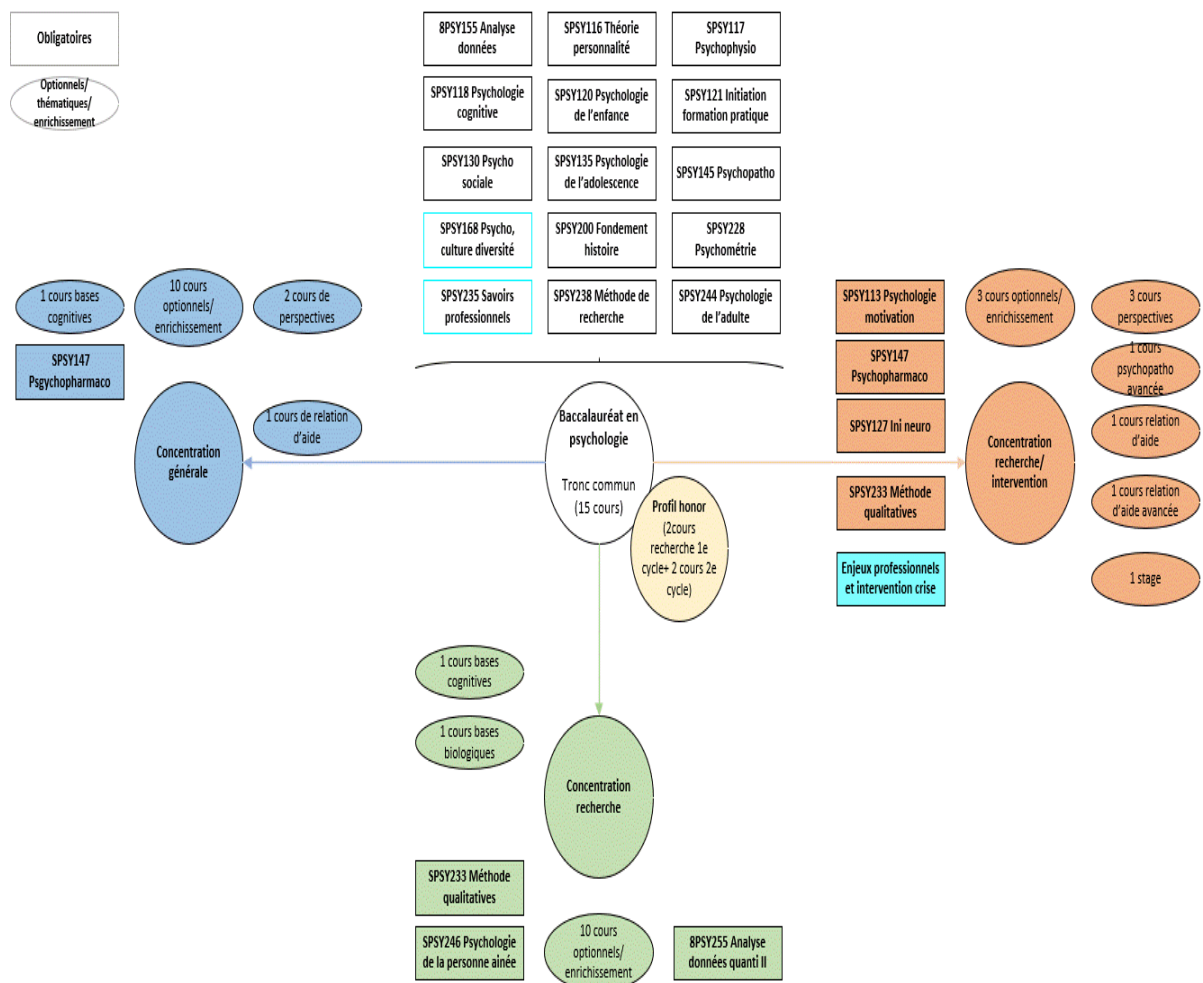 Obligatoires
Optionnels/
thématiques/
enrichissement
8PSY155 Analyse
données
SPSY116 Théorie
personnalité
SPSY117
Psychophysio
SPSY118 Psychologie
cognitive
SPSY120 Psychologie
de l'enfance
SPSY121 Initiation
formation pratique
SPSY130 Psycho
sociale
SPSY135 Psychologie
de l'adolescence
SPSY145 Psychopatho
SPSY168 Psycho,
culture diversité
SPSY200 Fondement
histoire
SPSY228
Psychométrie
SPSY235 Savoirs
professionnels
SPSY238 Méthode de
recherche
SPSY244 Psychologie
de l'adulte
1 cours bases
cognitives
10 cours
optionnels/
enrichissement
2 cours de
perspectives
SPSY147
Psgychopharmaco
1 cours de relation
d'aide
Concentration
générale
Baccalauréat en
psychologie
Tronc commun
(15 cours)
Profil honor
(2cours
recherche 1e
cycle+ 2 cours 2e
cycle)
SPSY113 Psychologie
motivation
3 cours optionnels/
enrichissement
3 cours
perspectives
SPSY147
Psychopharmaco
1 cours
psychopatho
avancée
SPSY127 Ini neuro
Concentration
recherche/
intervention
1 cours relation
d'aide
SPSY233 Méthode
qualitatives
1 cours relation
d'aide avancée
Enjeux professionnels
et intervention crise
1 stage
1 cours bases
cognitives
1 cours bases
biologiques
Concentration
recherche
SPSY233 Méthode
qualitatives
SPSY246 Psychologie
de la personne ainée
10 cours
optionnels/
enrichissement
8PSY255 Analyse
données quanti II